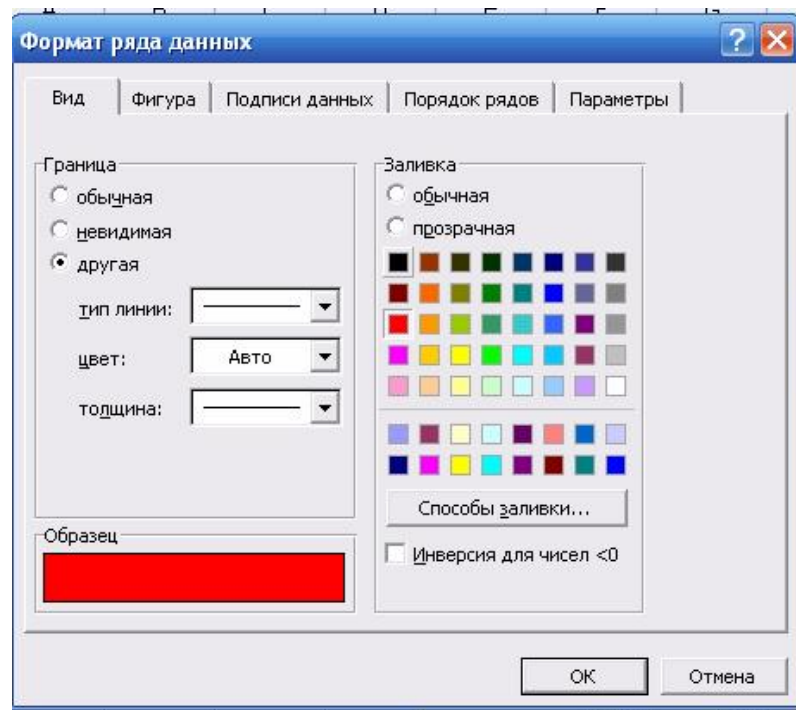 Формат ряда данных
Вид Фигура Подписи данных Порядок рядов Параметры
Граница
обычная
невидимая
другая
тип линии:
цвет: Авто
толщина:
Образец
Заливка
обычная
прозрачная
Способы заливки...
Инверсия для чисел <0
ОК Отмена